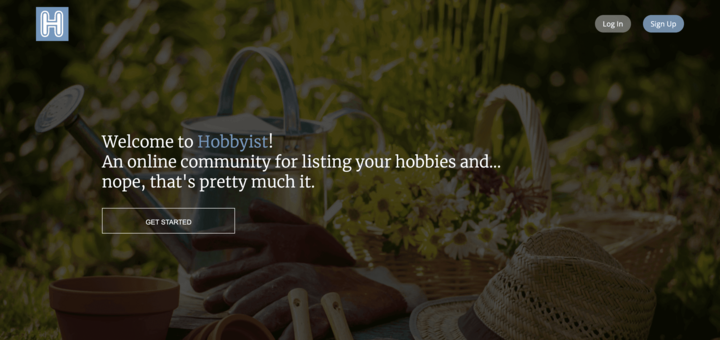 H
Log In
Sign Up
Welcome to Hobbyist!
An online community for listing your hobbies and...
nope, that's pretty much it.
GET STARTED